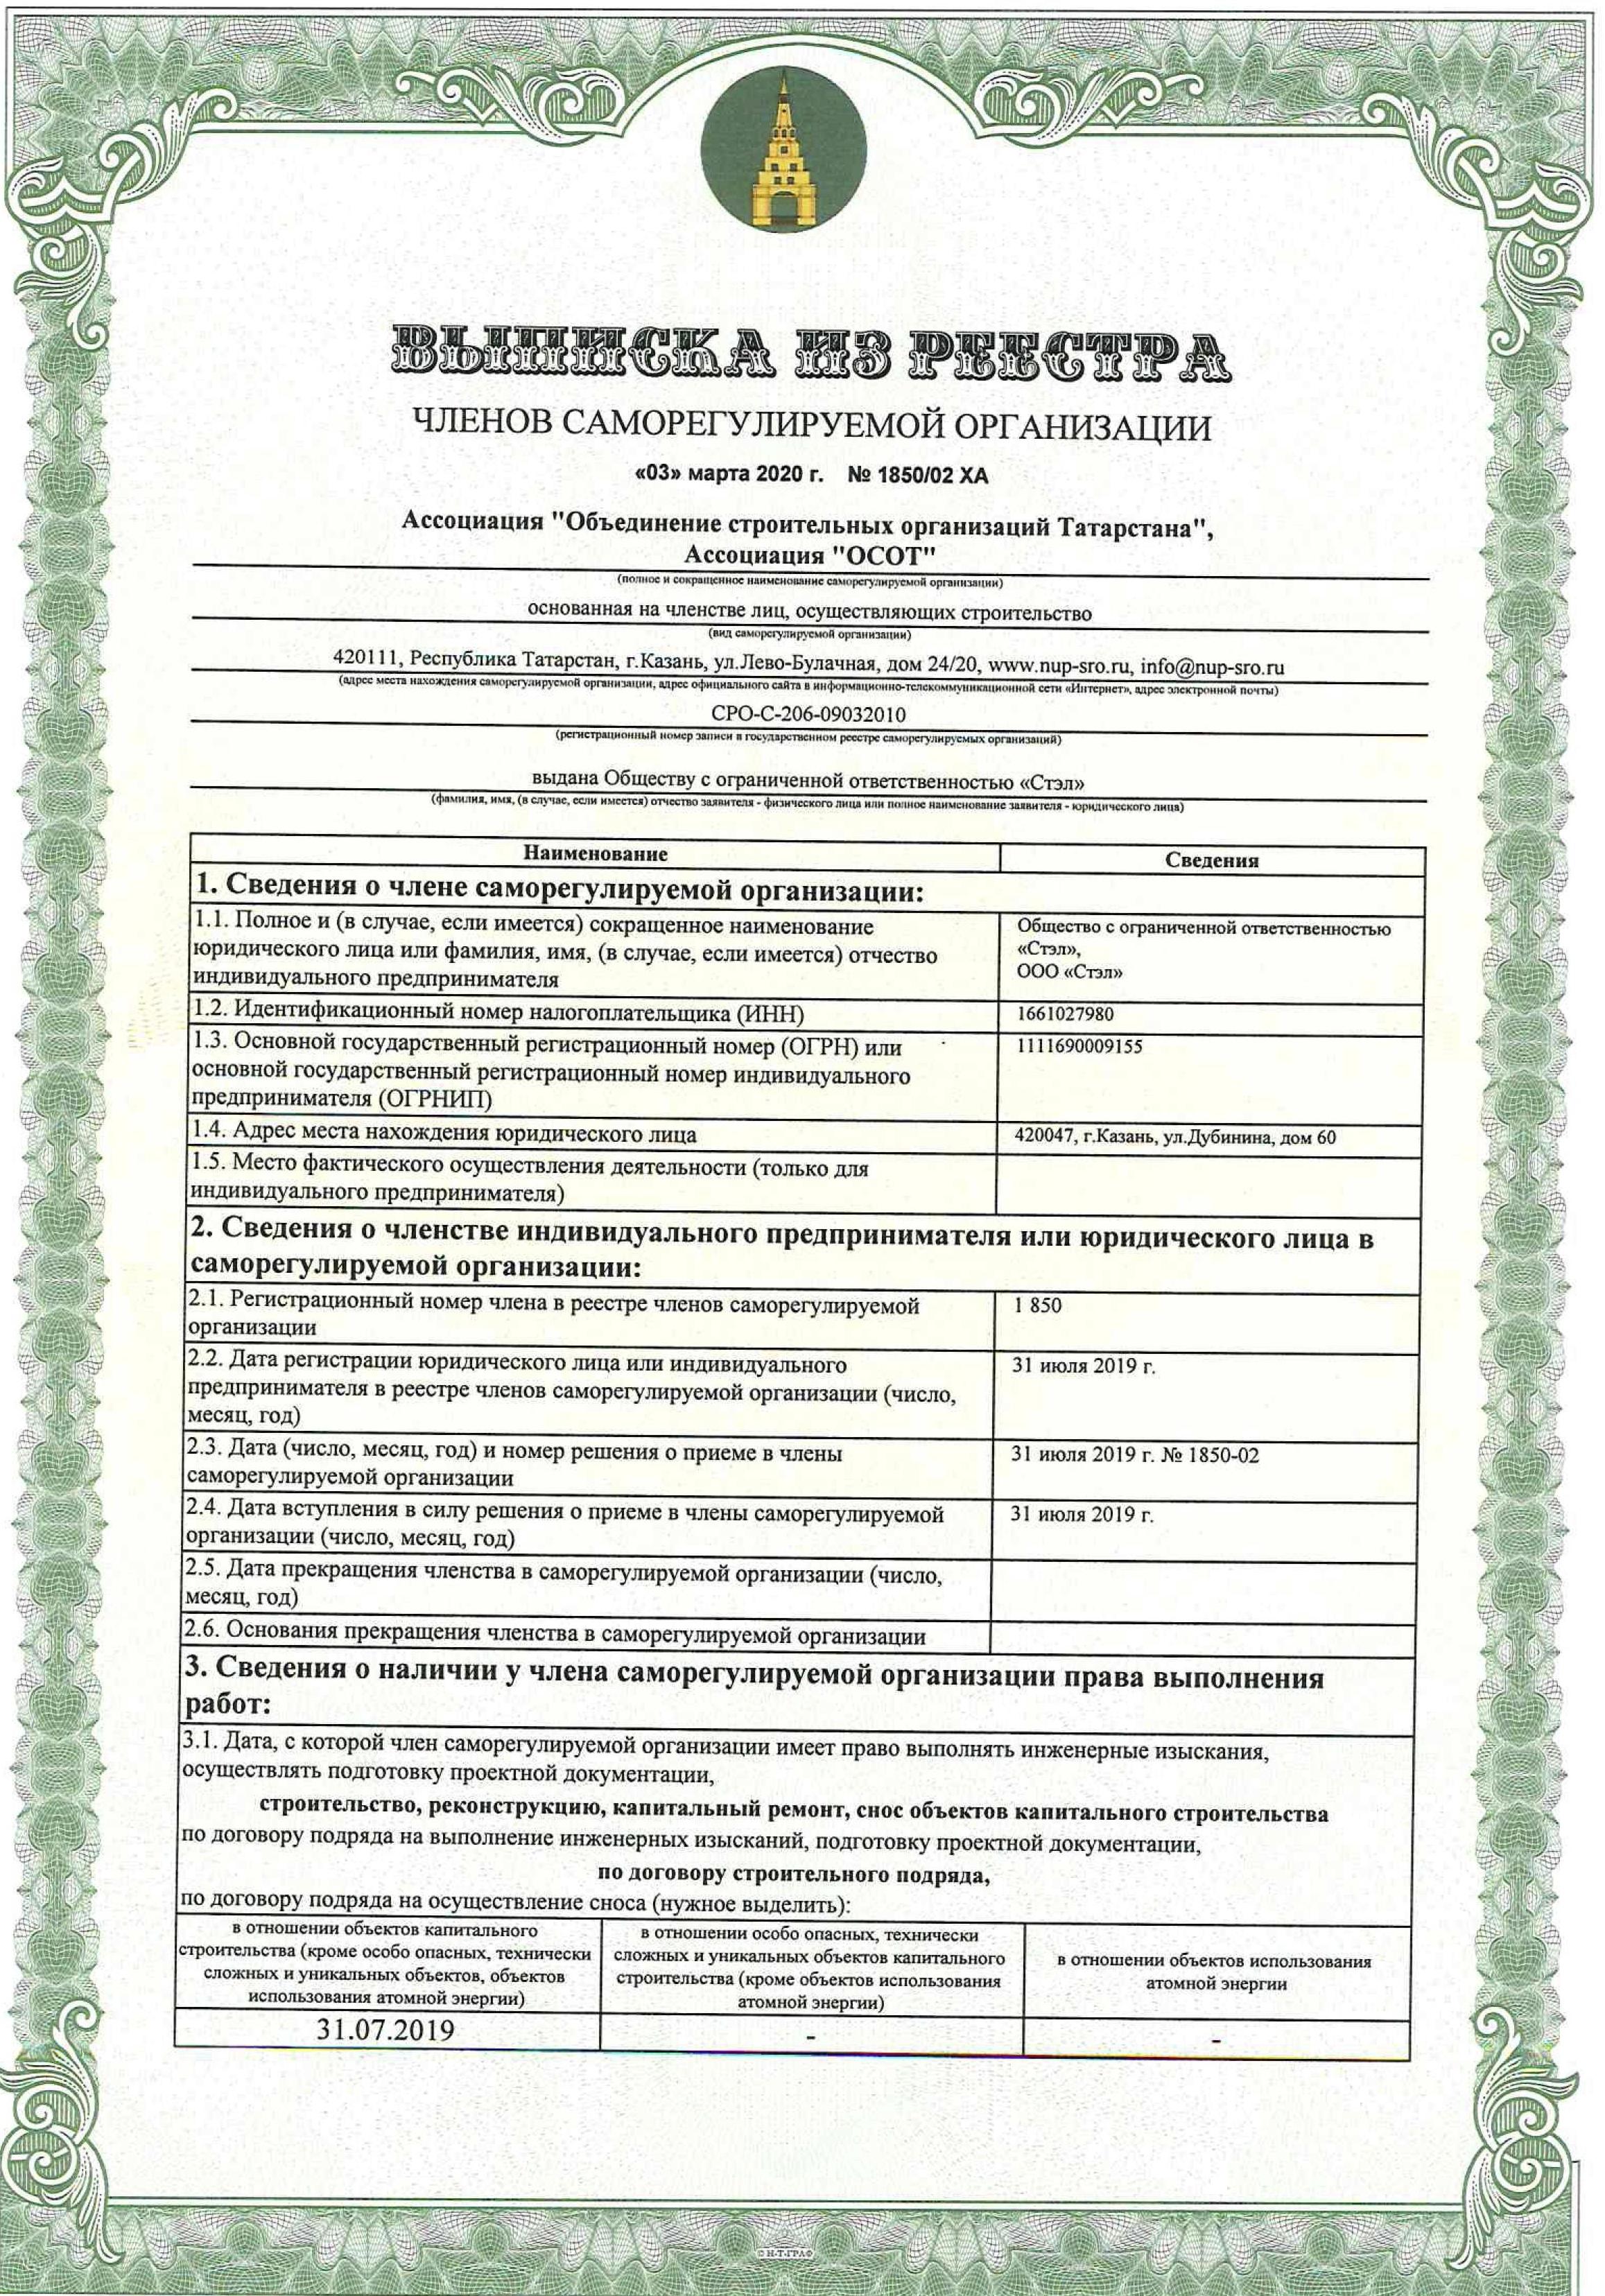 ВЫПИСКА ИЗ РЕЕСТРА
ЧЛЕНОВ САМОРЕГУЛИРУЕМОЙ ОРГАНИЗАЦИИ
«03» марта 2020 г. № 1850/02 ХА
Ассоциация "Объединение строительных организаций Татарстана",
Ассоциация "ОСОТ"
(полное и сокращенное наименование саморегулируемой организации)
основанная на членстве лиц, осуществляющих строительство
(вид саморегулируемой организации)
420111, Республика Татарстан, г.Казань, ул.Лево-Булачная, дом 24/20, www.nup-sro.ru, info@nup-sro.ru
(адрес места нахождения саморегулируемой организации, адрес официального сайта в информационно-телекоммуникационной сети «Интернет», адрес электронной почты)
СРО-С-206-09032010
(регистрационный номер записи в государственном реестре саморегулируемых организаций)
выдана Обществу с ограниченной ответственностью «Стэл»
(фамилия, имя, (в случае, если имеется) отчество заявителя - физического лица или полное наименование заявителя - юридического лица)
Наименование
Сведения
1. Сведения о члене саморегулируемой организации:
1.1. Полное и (в случае, если имеется) сокращенное наименование
юридического лица или фамилия, имя, (в случае, если имеется) отчество
индивидуального предпринимателя
Общество с ограниченной ответственностью
«Стэл»,
ООО «Стэл»
1.2. Идентификационный номер налогоплательщика (ИНН)
1661027980
1.3. Основной государственный регистрационный номер (ОГРН) или
основной государственный регистрационный номер индивидуального
предпринимателя (ОГРНИП)
1111690009155
1.4. Адрес места нахождения юридического лица
420047, г.Казань, ул.Дубинина, дом 60
1.5. Место фактического осуществления деятельности (только для
индивидуального предпринимателя)
2. Сведения о членстве индивидуального предпринимателя или юридического лица в
саморегулируемой организации:
2.1. Регистрационный номер члена в реестре членов саморегулируемой
организации
1 850
2.2. Дата регистрации юридического лица или индивидуального
предпринимателя в реестре членов саморегулируемой организации (число,
месяц, год)
31 июля 2019 г.
2.3. Дата (число, месяц, год) и номер решения о приеме в члены
саморегулируемой организации
31 июля 2019 г. № 1850-02
2.4. Дата вступления в силу решения о приеме в члены саморегулируемой
организации (число, месяц, год)
31 июля 2019 г.
2.5. Дата прекращения членства в саморегулируемой организации (число,
месяц, год)
2.6. Основания прекращения членства в саморегулируемой организации
3. Сведения о наличии у члена саморегулируемой организации права выполнения
работ:
3.1. Дата, с которой член саморегулируемой организации имеет право выполнять инженерные изыскания,
осуществлять подготовку проектной документации,
строительство, реконструкцию, капитальный ремонт, снос объектов капитального строительства
по договору подряда на выполнение инженерных изысканий, подготовку проектной документации,
по договору строительного подряда,
по договору подряда на осуществление сноса (нужное выделить):
в отношении объектов капитального
строительства (кроме особо опасных, технически
сложных и уникальных объектов, объектов
использования атомной энергии)
в отношении особо опасных, технически
сложных и уникальных объектов капитального
строительства (кроме объектов использования
атомной энергии)
в отношении объектов использования
атомной энергии
31.07.2019
-
-
© Н-Т-ГРАФ